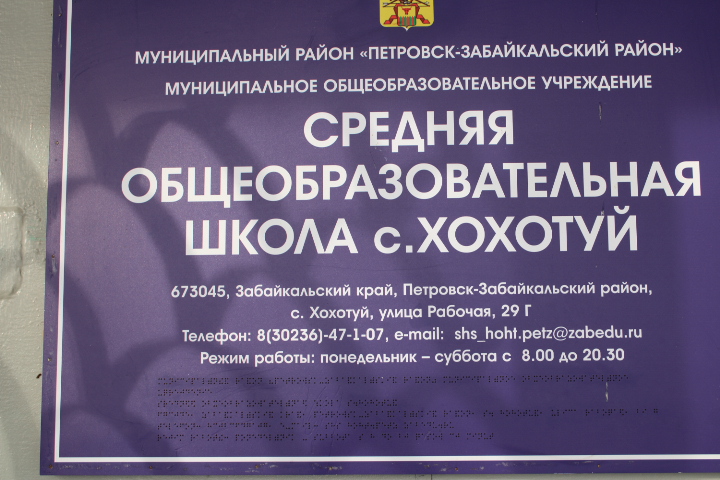 МУНИЦИПАЛЬНЫЙ РАЙОН «ПЕТРОВСК-ЗАБАЙКАЛЬСКИЙ РАЙОН»
МУНИЦИПАЛЬНОЕ ОБЩЕОБРАЗОВАТЕЛЬНОЕ УЧРЕЖДЕНИЕ
СРЕДНЯЯ
ОБЩЕОБРАЗОВАТЕЛЬНАЯ
ШКОЛА с.ХОХОТУЙ
673045, Забайкальский край, Петровск-Забайкальский район,
с. Хохотуй, улица Рабочая, 29 Г
Телефон: 8(30236)-47-1-07, e-mail: shs_hoht.petz@zabedu.ru
Режим работы: понедельник – суббота с 8.00 до 20.30